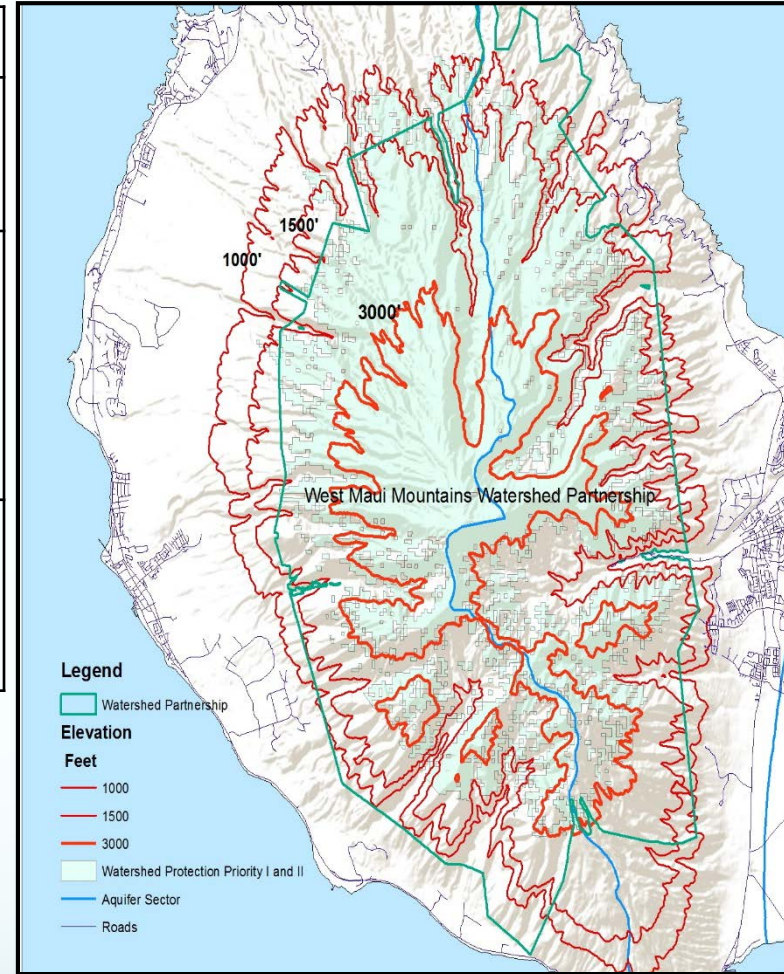 1500'
1000'
3000'
West Maui Mountains Watershed Partnership
Legend
Watershed Partnership
Elevation
Feet
1000
1500
3000
Watershed Protection Priority I and II
Aquifer Sector
Roads